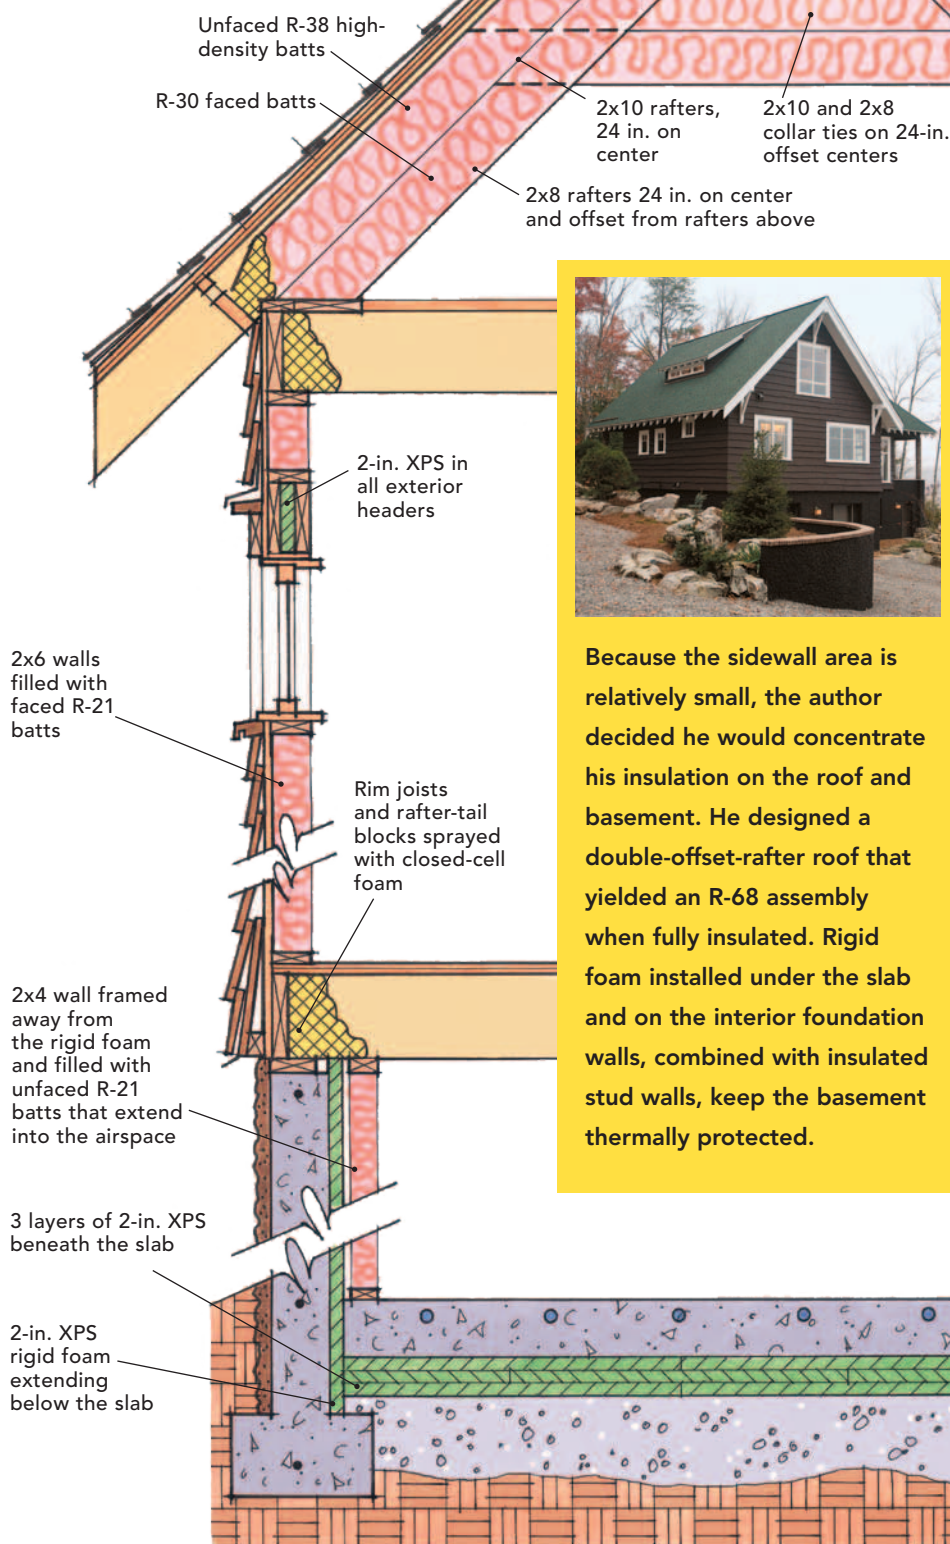 Unfaced R-38 high-
density batts
R-30 faced batts
2x10 rafters,
24 in. on
center
2x10 and 2x8
collar ties on 24-in.
offset centers
2x8 rafters 24 in. on center
and offset from rafters above
2-in. XPS in
all exterior
headers
2x6 walls
filled with
faced R-21
batts
Rim joists
and rafter-tail
blocks sprayed
with closed-cell
foam
2x4 wall framed
away from
the rigid foam
and filled with
unfaced R-21
batts that extend
into the airspace
3 layers of 2-in. XPS
beneath the slab
2-in. XPS
rigid foam
extending
below the slab
Because the sidewall area is
relatively small, the author
decided he would concentrate
his insulation on the roof and
basement. He designed a
double-offset-rafter roof that
yielded an R-68 assembly
when fully insulated. Rigid
foam installed under the slab
and on the interior foundation
walls, combined with insulated
stud walls, keep the basement
thermally protected.